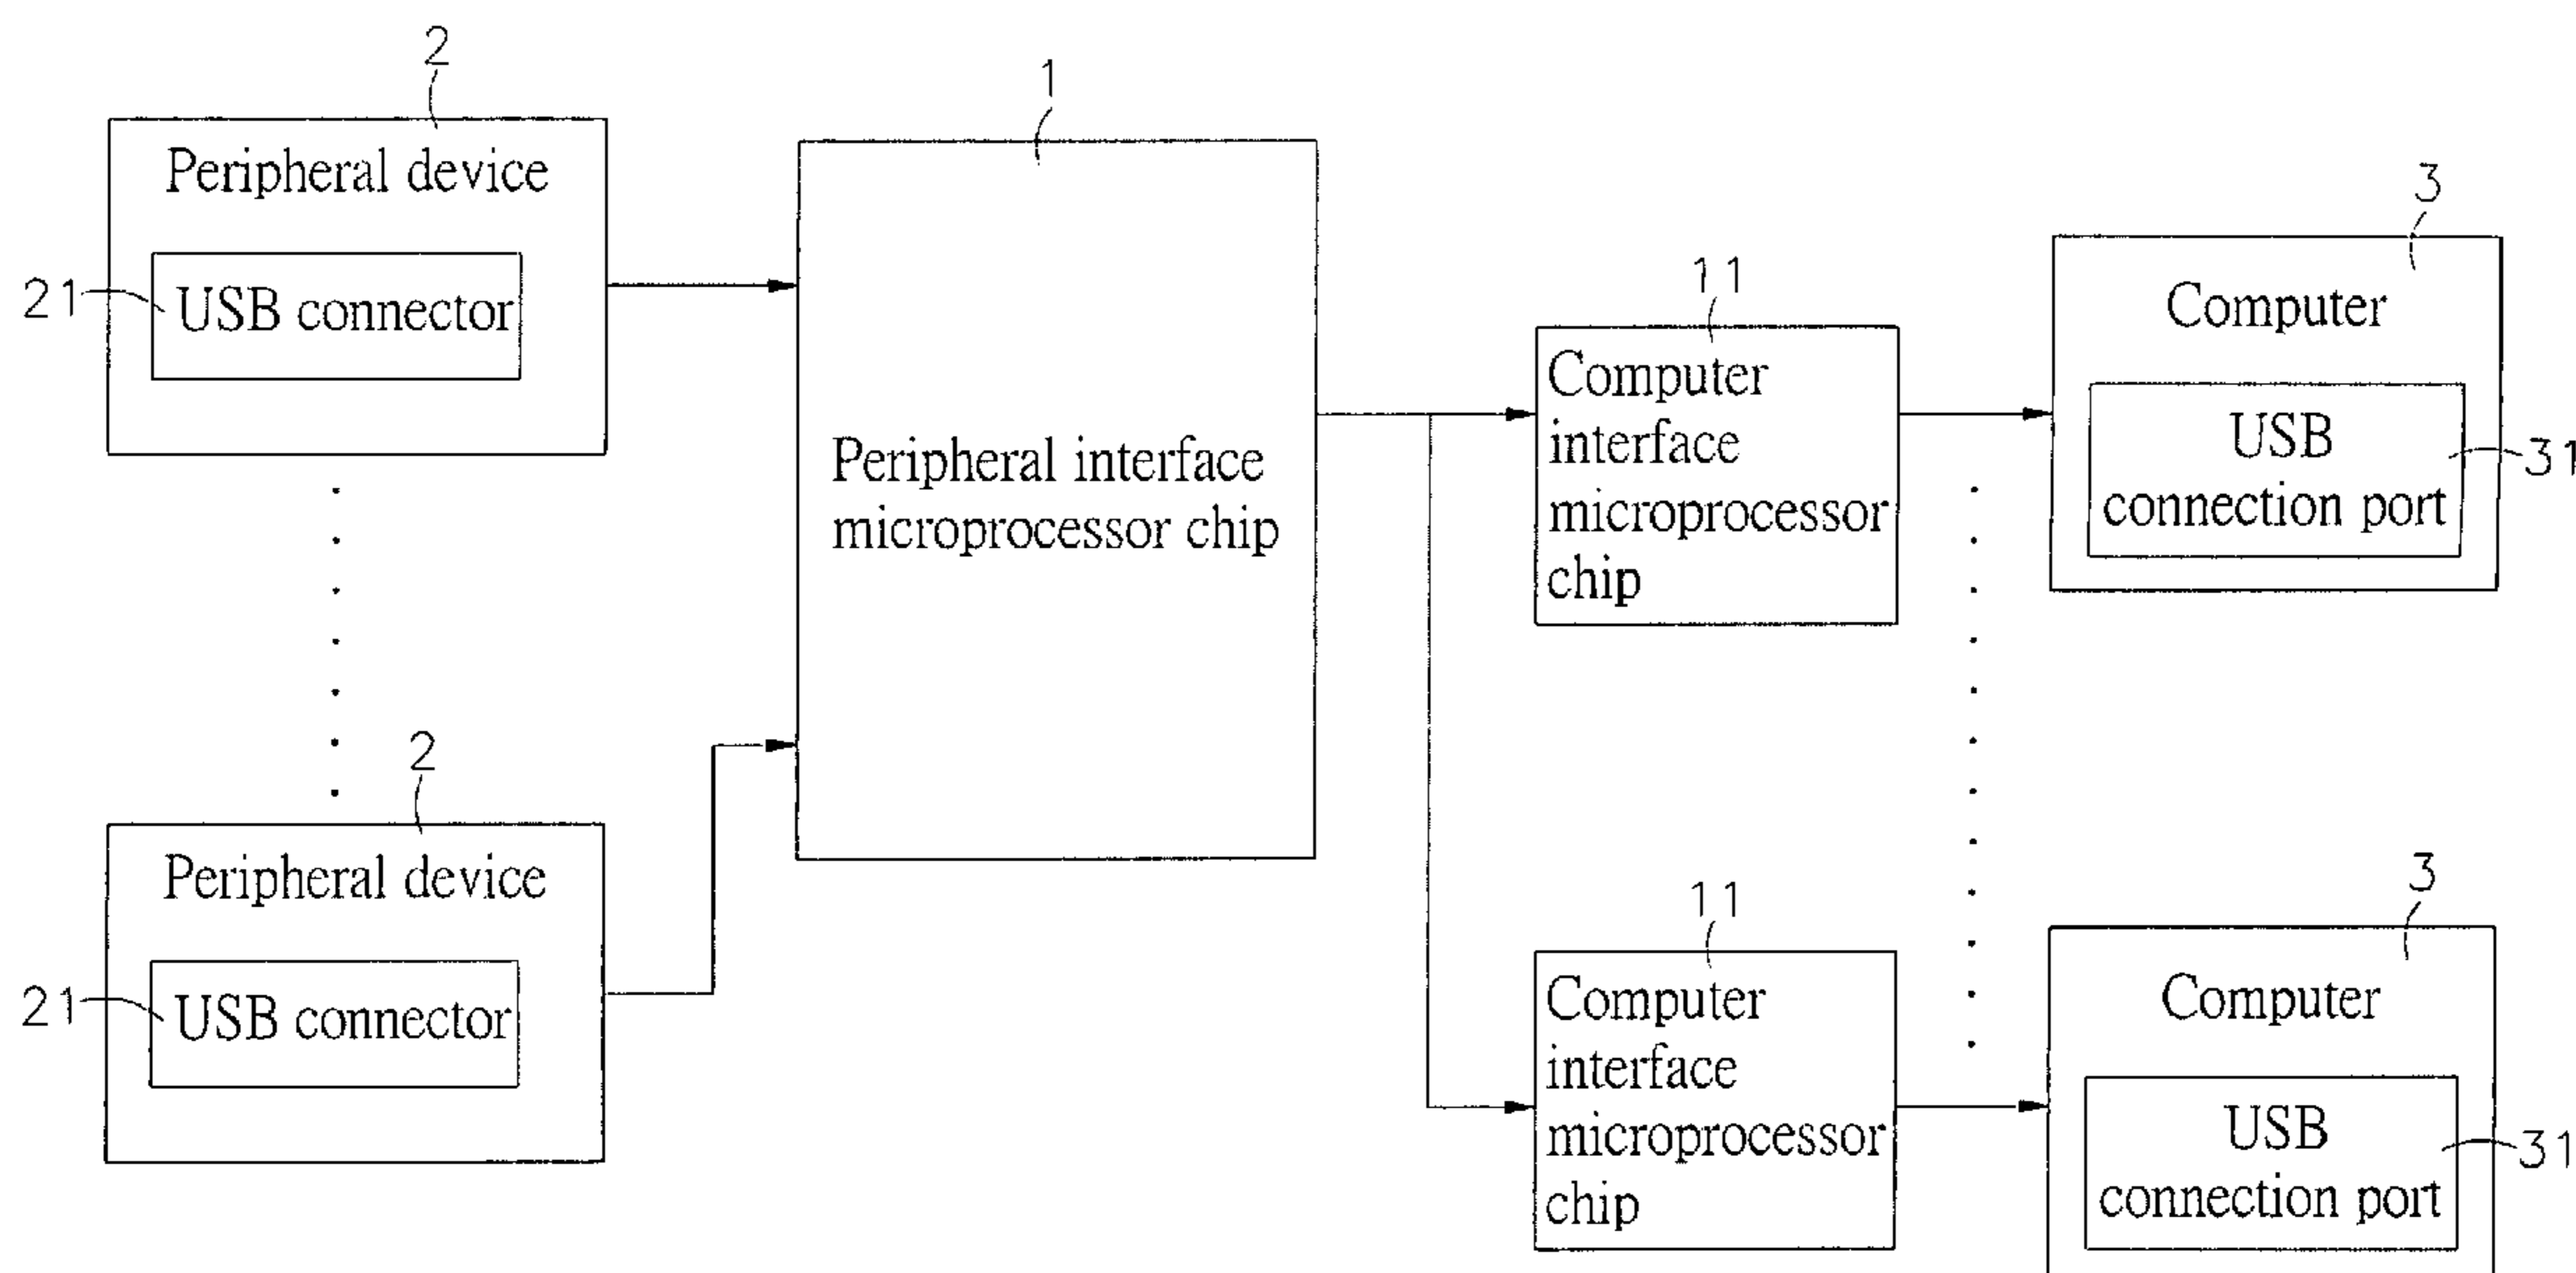 2
Peripheral device
21
USB connector
2
Peripheral device
21
USB connector
1
Peripheral interface
microprocessor chip
11
Computer
interface
microprocessor
chip
11
Computer
interface
microprocessor
chip
3
Computer
USB
connection port
31
3
Computer
USB
connection port
31